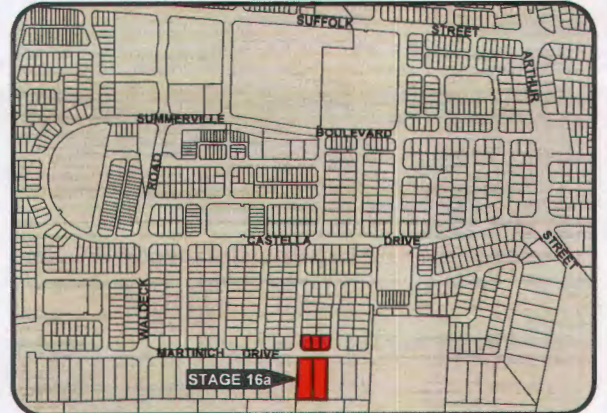 SUFFOLK STREET
ARTHUR STREET
SUMMERVILLE BOULEVARD
ROAD
CASTELLA DRIVE
WALDECK
MARTINICH DRIVE
STAGE 16a